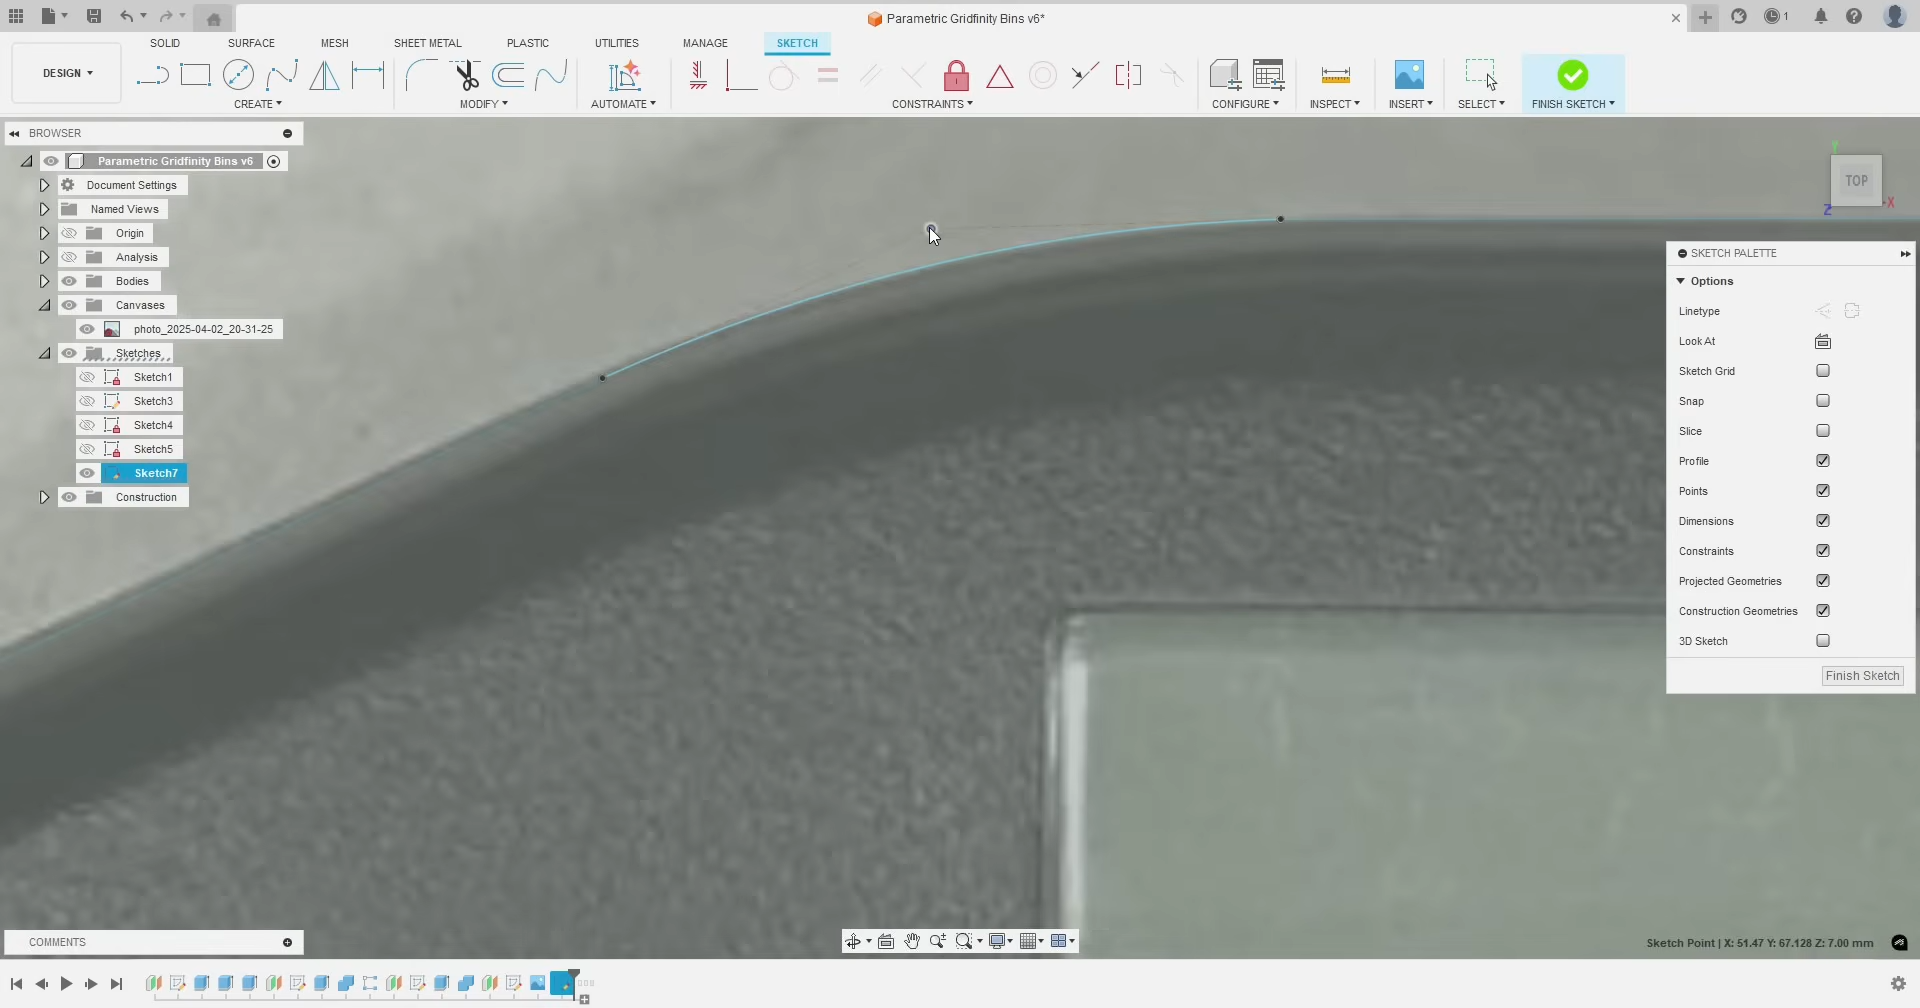 Parametric Gridfinity Bins v6*
1
DESIGN
SOLID
SURFACE
MESH
SHEET METAL
PLASTIC
UTILITIES
MANAGE
SKETCH
CREATE
MODIFY
AUTOMATE
CONSTRAINTS
CONFIGURE
INSPECT
INSERT
SELECT
FINISH SKETCH
BROWSER
Parametric Gridfinity Bins v6
Document Settings
Named Views
Origin
Analysis
Bodies
Canvases
photo_2025-04-02_20-31-25
Sketches
Sketch1
Sketch3
Sketch4
Sketch5
Sketch7
Construction
Y
TOP
Z
X
SKETCH PALETTE
Options
Linetype
Look At
Sketch Grid
Snap
Slice
Profile
Points
Dimensions
Constraints
Projected Geometries
Construction Geometries
3D Sketch
Finish Sketch
COMMENTS
Sketch Point | X: 51.47 Y: 67.128 Z: 7.00 mm